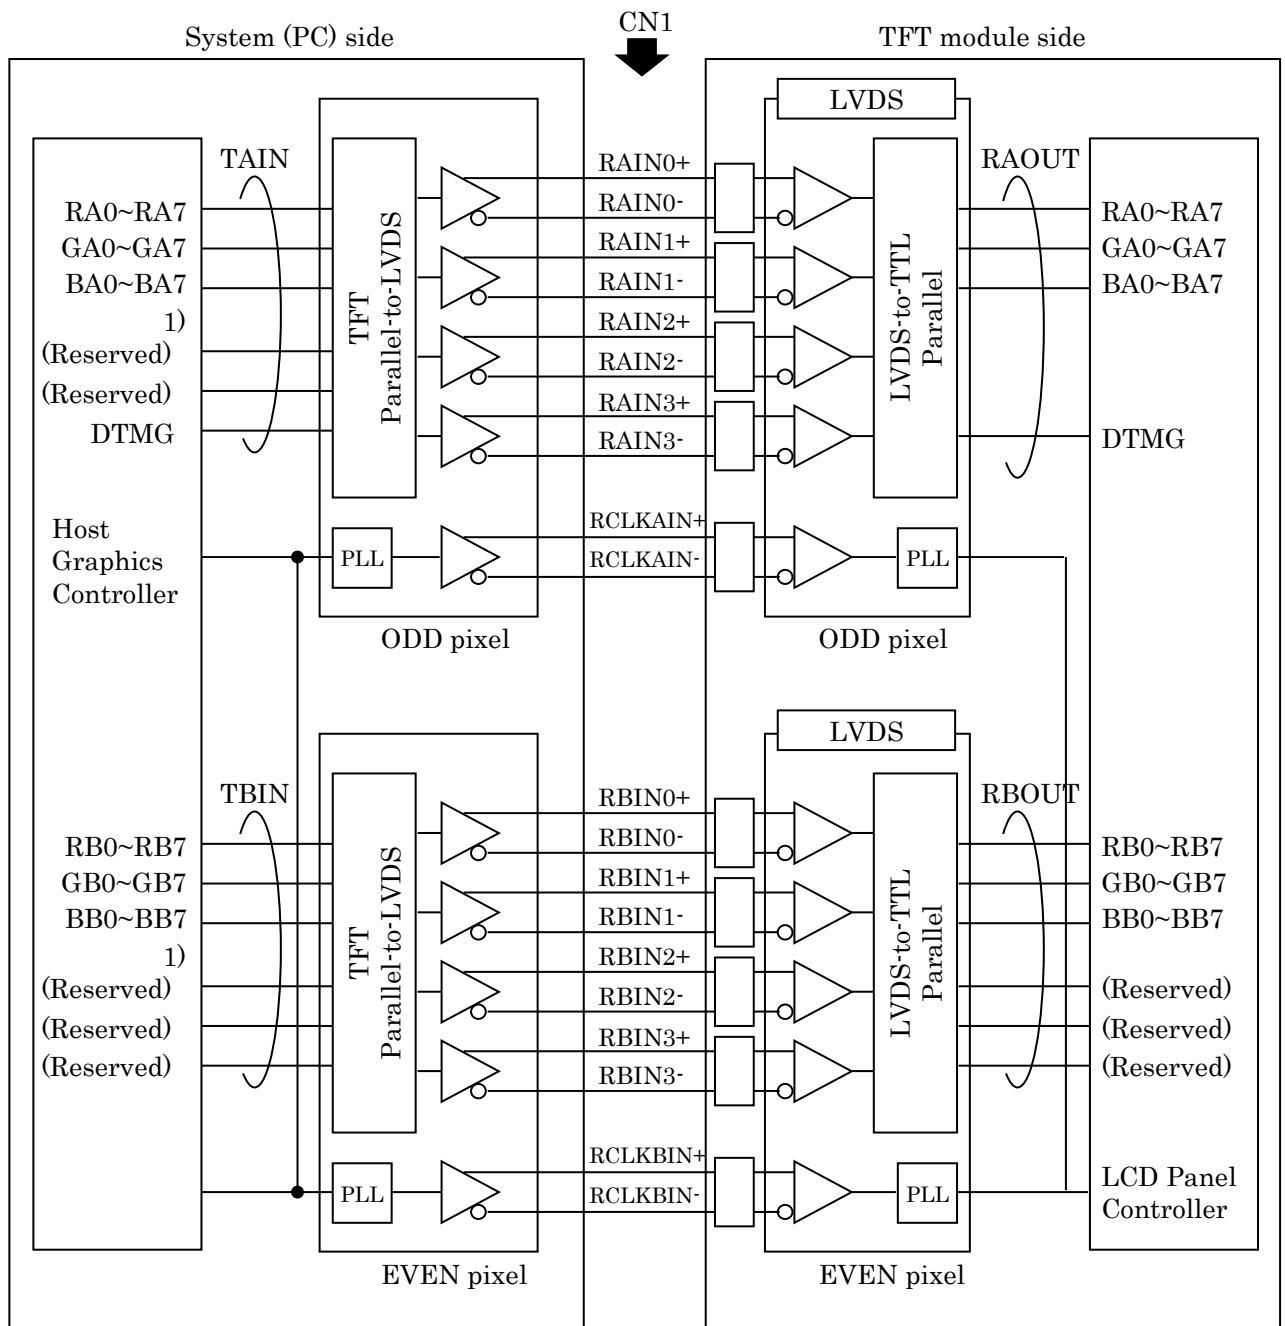 CN1
System (PC) side
TFT module side
LVDS
TAIN
RAOUT
RA0~RA7
GA0~GA7
BA0~BA7
1)
(Reserved)
(Reserved)
DTMG
TFT
Parallel-to-LVDS
RAIN0+
RAIN0-
RAIN1+
RAIN1-
RAIN2+
RAIN2-
RAIN3+
RAIN3-
LVDS-to-TTL
Parallel
RA0~RA7
GA0~GA7
BA0~BA7
DTMG
Host
Graphics
Controller
PLL
RCLKAIN+
RCLKAIN-
PLL
ODD pixel
ODD pixel
LVDS
TBIN
RBOUT
RB0~RB7
GB0~GB7
BB0~BB7
1)
(Reserved)
(Reserved)
(Reserved)
TFT
Parallel-to-LVDS
RBIN0+
RBIN0-
RBIN1+
RBIN1-
RBIN2+
RBIN2-
RBIN3+
RBIN3-
LVDS-to-TTL
Parallel
RB0~RB7
GB0~GB7
BB0~BB7
(Reserved)
(Reserved)
(Reserved)
PLL
RCLKBIN+
RCLKBIN-
PLL
LCD Panel
Controller
EVEN pixel
EVEN pixel